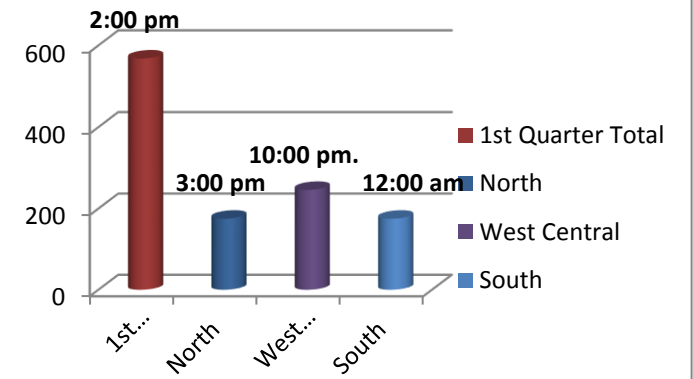 2:00 pm
600
400
200
0
3:00 pm
10:00 pm.
12:00 am
1st...
North
West...
South
1st Quarter Total
North
West Central
South